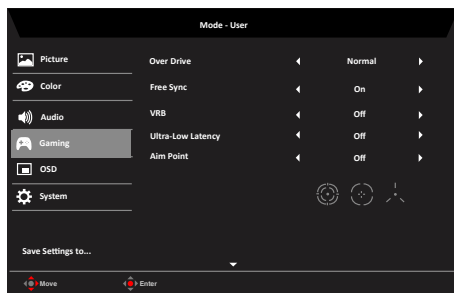 Mode - User
Picture
Color
Audio
Gaming
OSD
System
Save Settings to...
Over Drive Normal
Free Sync On
VRB Off
Ultra-Low Latency Off
Aim Point Off
Move Enter